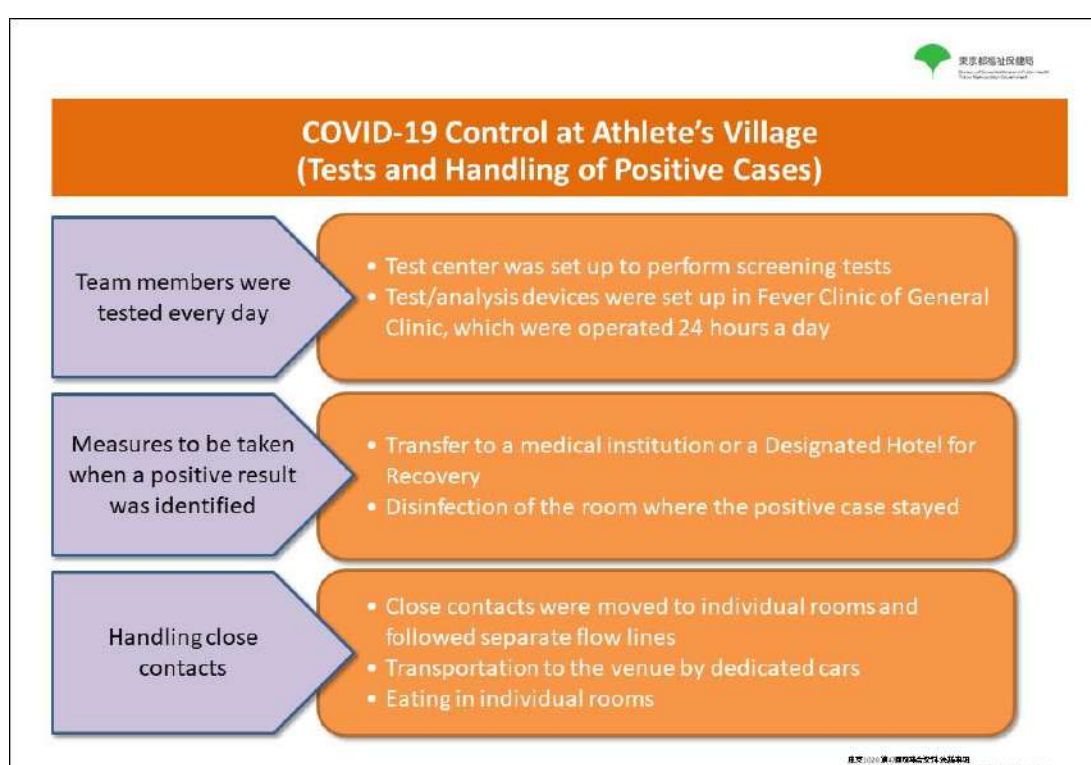 東京都福祉保健局
COVID-19 Control at Athlete’s Village
(Tests and Handling of Positive Cases)
Team members were
tested every day
• Test center was set up to perform screening tests
• Test/analysis devices were set up in Fever Clinic of General
Clinic, which were operated 24 hours a day
Measures to be taken
when a positive result
was identified
• Transfer to a medical institution or a Designated Hotel for
Recovery
• Disinfection of the room where the positive case stayed
Handling close
contacts
• Close contacts were moved to individual rooms and
followed separate flow lines
• Transportation to the venue by dedicated cars
• Eating in individual rooms